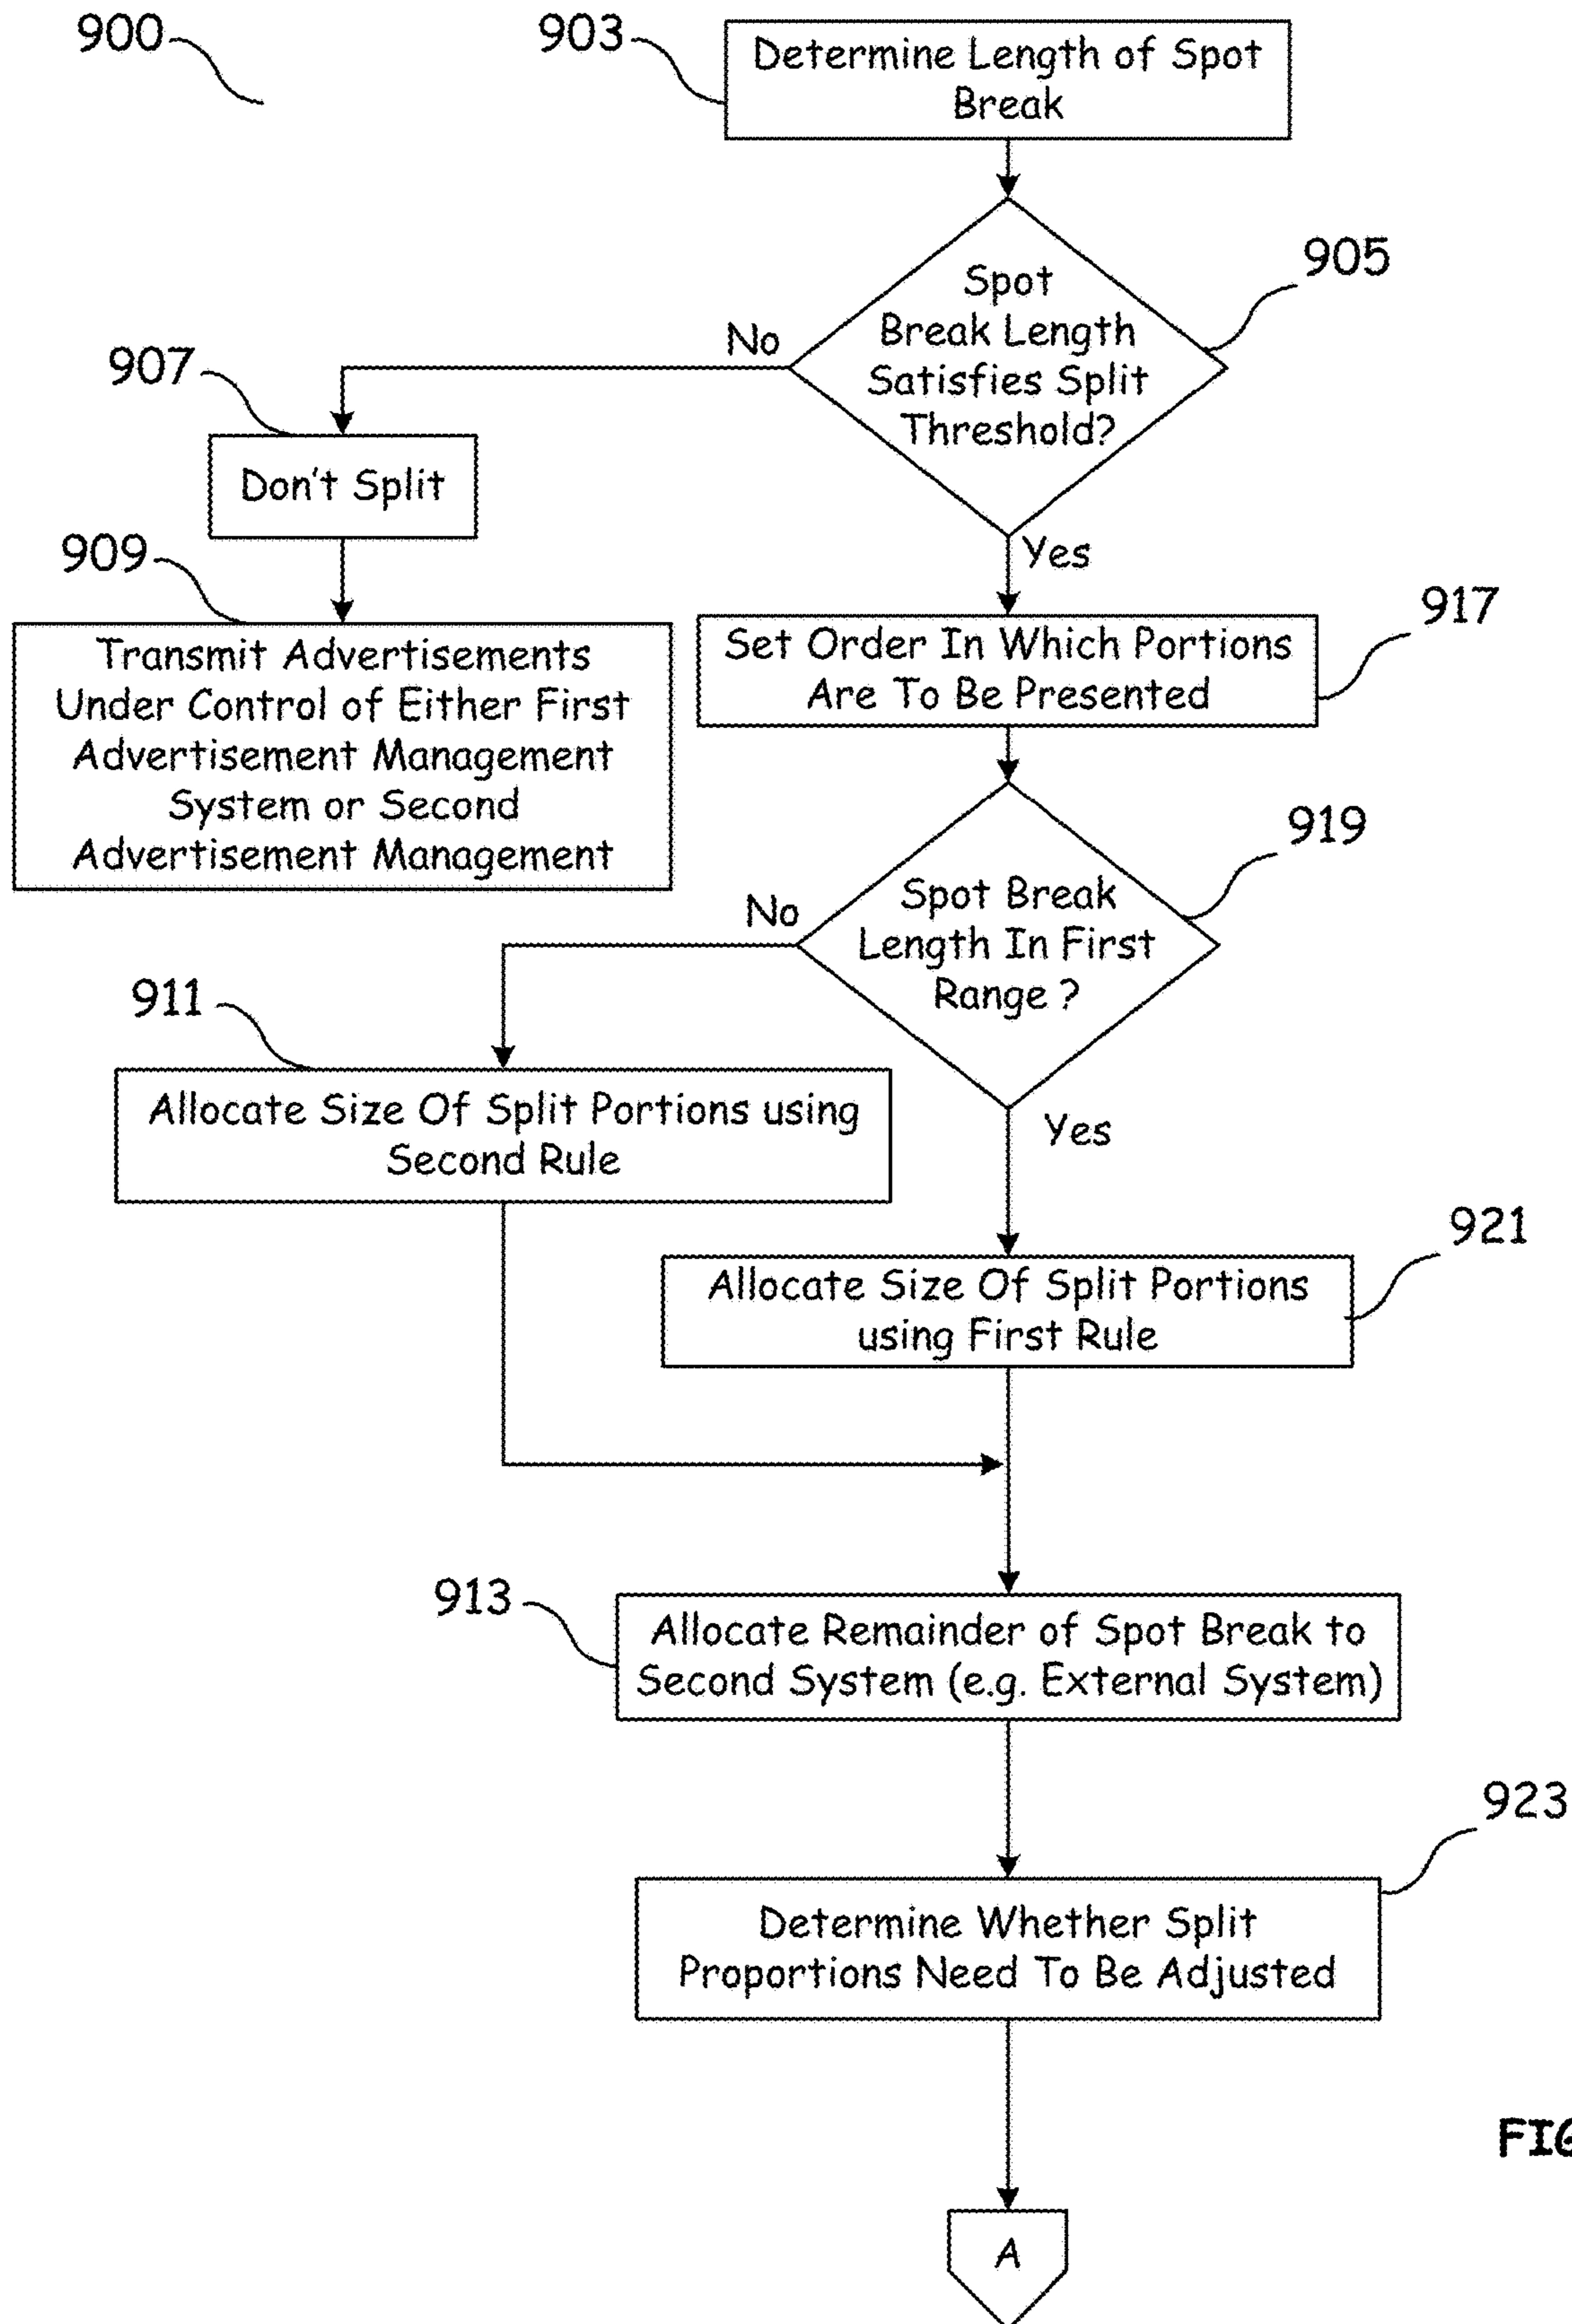 900
903
Determine Length of Spot
Break
905
Spot
Break Length
Satisfies Split
Threshold?
No
Yes
907
Don't Split
909
Transmit Advertisements
Under Control of Either First
Advertisement Management
System or Second
Advertisement Management
917
Set Order In Which Portions
Are To Be Presented
919
Spot Break
Length In First
Range ?
No
Yes
911
Allocate Size Of Split Portions using
Second Rule
921
Allocate Size Of Split Portions
using First Rule
913
Allocate Remainder of Spot Break to
Second System (e.g. External System)
923
Determine Whether Split
Proportions Need To Be Adjusted
A